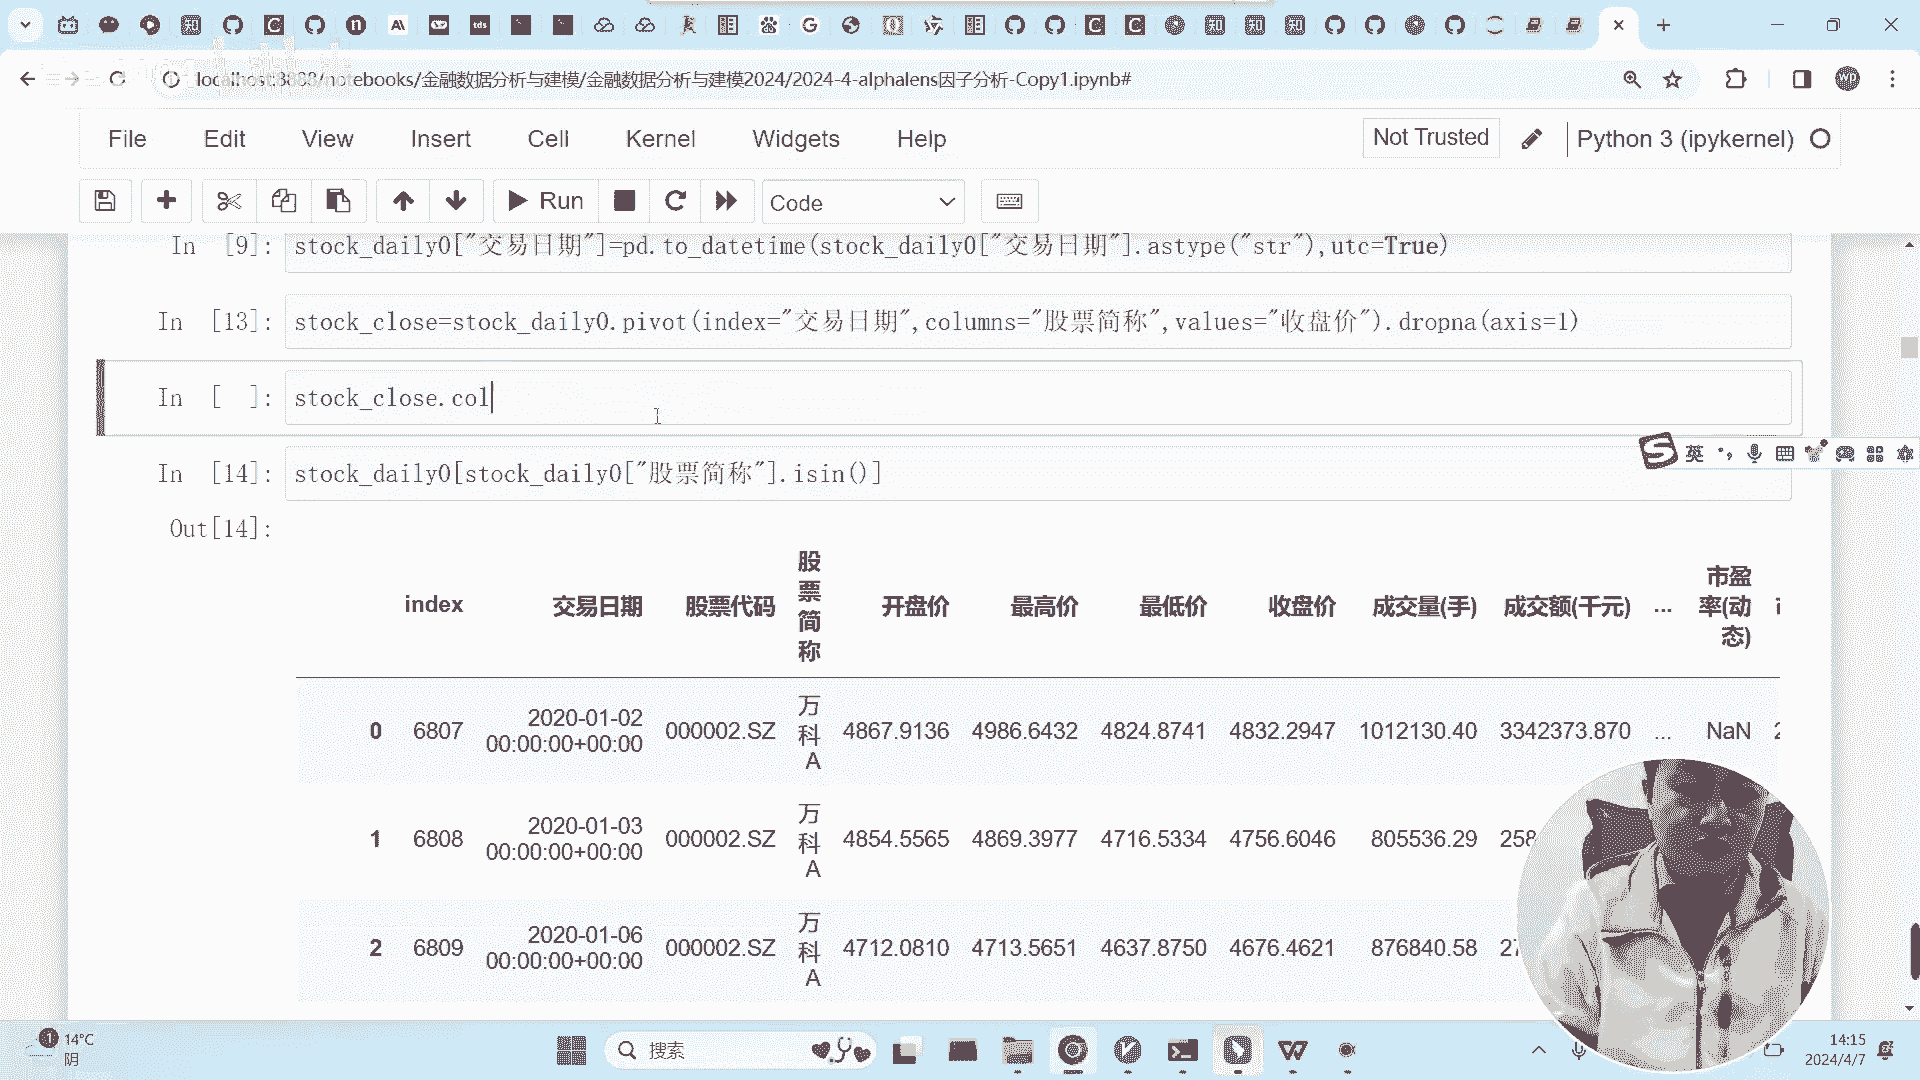 localhost:8888/notebooks/金融数据分析与建模/金融数据分析与建模2024/2024-4-alphalens因子分析-Copy1.ipynb#
File Edit View Insert Cell Kernel Widgets Help
Not Trusted
Python 3 (ipykernel)
Run
Code
In [9]: stock_daily0["交易日期"]=pd.to_datetime(stock_daily0["交易日期"].astype("str"),utc=True)
In [13]: stock_close=stock_daily0.pivot(index="交易日期",columns="股票简称",values="收盘价").dropna(axis=1)
In [ ]: stock_close.col
英
In [14]: stock_daily0[stock_daily0["股票简称"].isin()]
Out[14]:
index 交易日期 股票代码 股票简称 开盘价 最高价 最低价 收盘价 成交量(手) 成交额(千元) ... 市盈率(动态)
0 6807 2020-01-02 00:00:00+00:00 000002.SZ 万科A 4867.9136 4986.6432 4824.8741 4832.2947 1012130.40 3342373.870 ... NaN 2
1 6808 2020-01-03 00:00:00+00:00 000002.SZ 万科A 4854.5565 4869.3977 4716.5334 4756.6046 805536.29 258
2 6809 2020-01-06 00:00:00+00:00 000002.SZ 万科A 4712.0810 4713.5651 4637.8750 4676.4621 876840.58 27
1
14°C
阴
搜索
14:15
2024/4/7